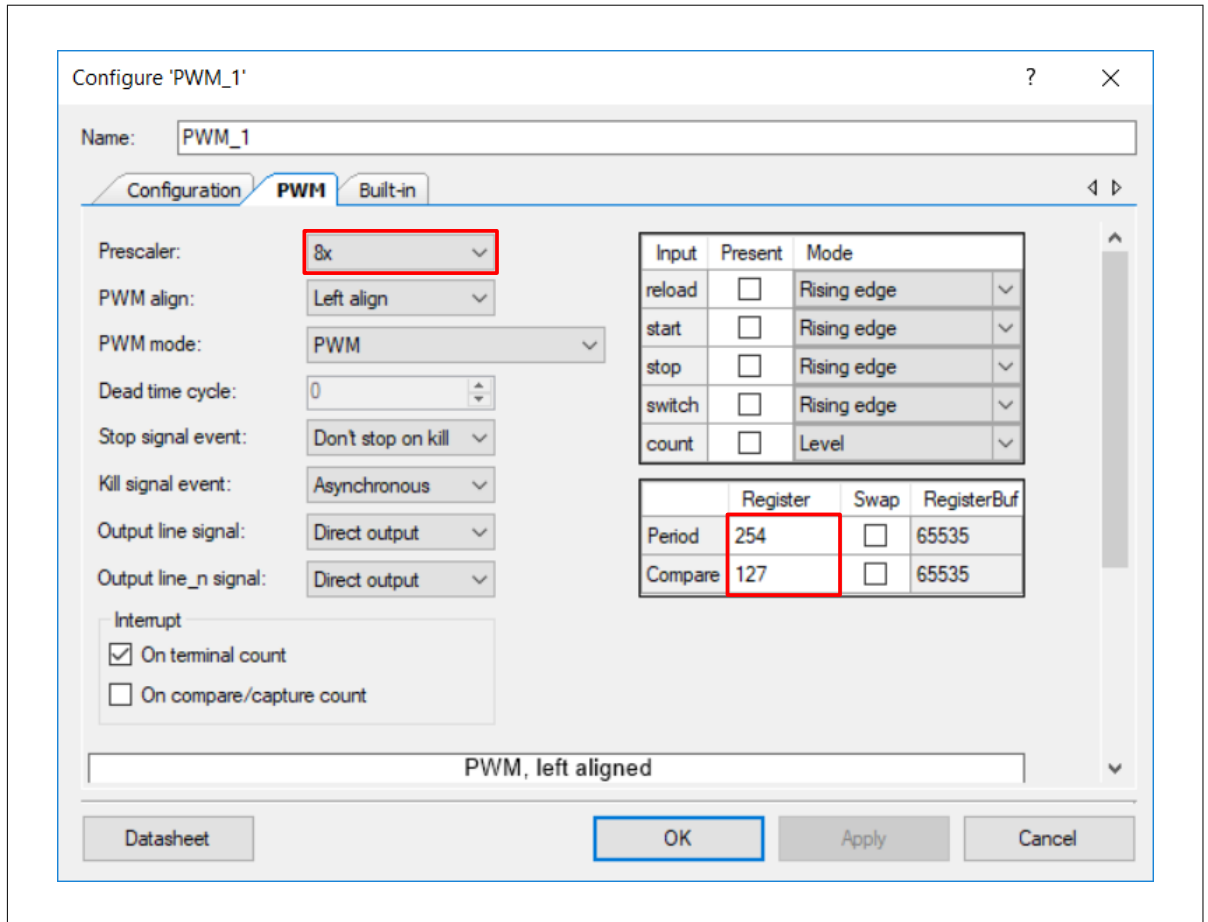 Configure 'PWM_1' ?
Name: PWM_1
Configuration PWM Built-in
Prescaler: 8x
PWM align: Left align
PWM mode: PWM
Dead time cycle: 0
Stop signal event: Don't stop on kill
Kill signal event: Asynchronous
Output line signal: Direct output
Output line_n signal: Direct output
Interrupt
On terminal count
On compare/capture count
Input Present Mode
reload Rising edge
start Rising edge
stop Rising edge
switch Rising edge
count Level
Register Swap RegisterBuf
Period 254 65535
Compare 127 65535
PWM, left aligned
Datasheet OK Apply Cancel